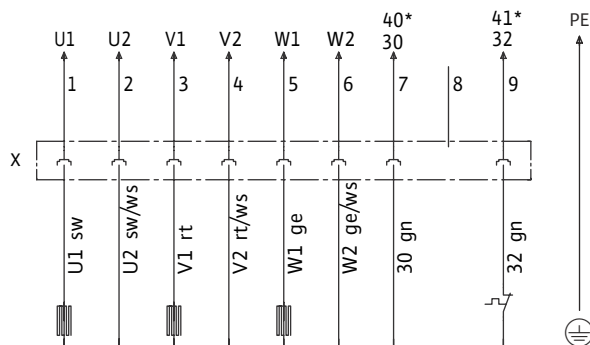 U1 U2 V1 V2 W1 W2 40* 41* PE
30 32
1 2 3 4 5 6 7 8 9
X
U1 sw
U2 sw/ws
V1 rt
V2 rt/ws
W1 ge
W2 ge/ws
30 gn
32 gn